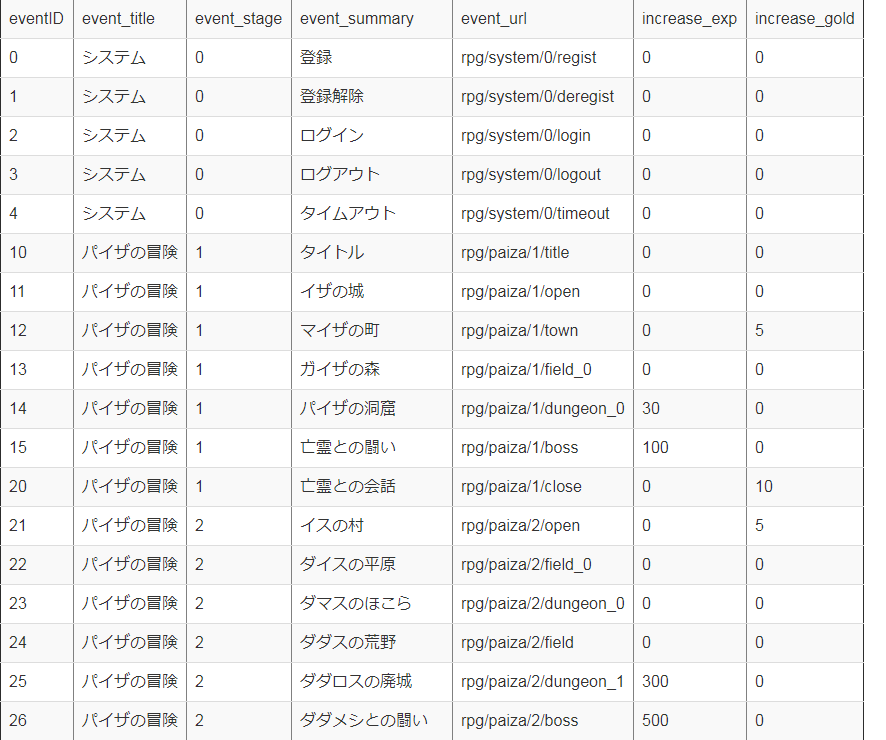 eventID event_title event_stage event_summary event_url increase_exp increase_gold
0 システム 0 登録 rpg/system/0/regist 0 0
1 システム 0 登録解除 rpg/system/0/deregist 0 0
2 システム 0 ログイン rpg/system/0/login 0 0
3 システム 0 ログアウト rpg/system/0/logout 0 0
4 システム 0 タイムアウト rpg/system/0/timeout 0 0
10 パイザの冒険 1 タイトル rpg/paiza/1/title 0 0
11 パイザの冒険 1 イザの城 rpg/paiza/1/open 0 0
12 パイザの冒険 1 マイザの町 rpg/paiza/1/town 0 5
13 パイザの冒険 1 ガイザの森 rpg/paiza/1/field_0 0 0
14 パイザの冒険 1 パイザの洞窟 rpg/paiza/1/dungeon_0 30 0
15 パイザの冒険 1 亡霊との闘い rpg/paiza/1/boss 100 0
20 パイザの冒険 1 亡霊との会話 rpg/paiza/1/close 0 10
21 パイザの冒険 2 イスの村 rpg/paiza/2/open 0 5
22 パイザの冒険 2 ダイスの平原 rpg/paiza/2/field_0 0 0
23 パイザの冒険 2 ダマスのほこら rpg/paiza/2/dungeon_0 0 0
24 パイザの冒険 2 ダダスの荒野 rpg/paiza/2/field 0 0
25 パイザの冒険 2 ダダロスの廃城 rpg/paiza/2/dungeon_1 300 0
26 パイザの冒険 2 ダダメシとの闘い rpg/paiza/2/boss 500 0